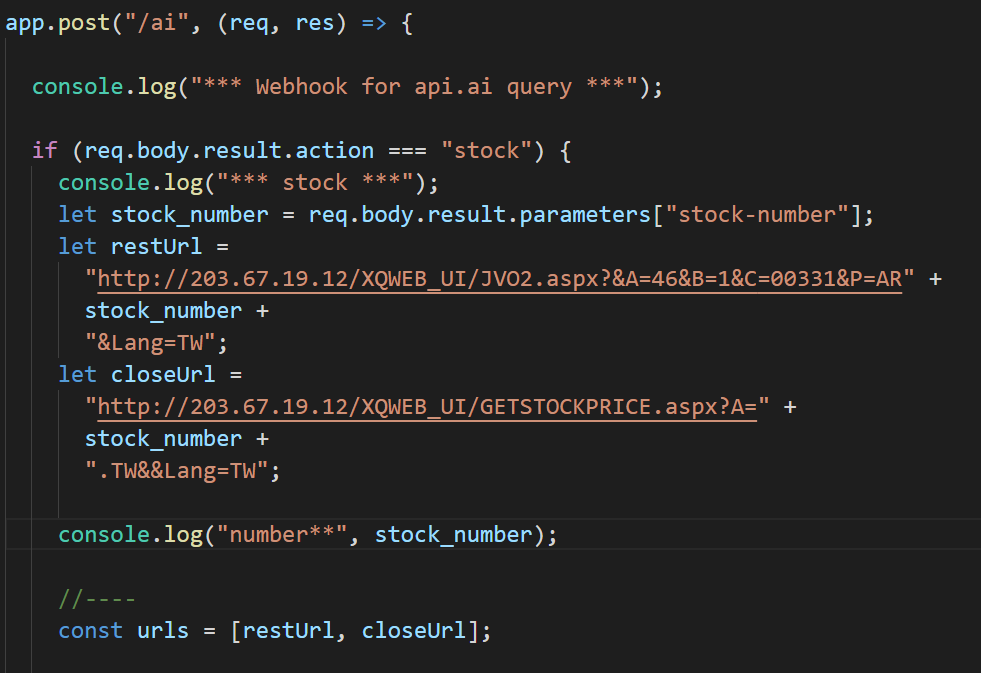 app.post("/ai", (req, res) => {
console.log("*** Webhook for api.ai query ***");
if (req.body.result.action === "stock") {
console.log("*** stock ***");
let stock_number = req.body.result.parameters["stock-number"];
let restUrl =
"http://203.67.19.12/XQWEB_UI/JVO2.aspx?&A=46&B=1&C=00331&P=AR" +
stock_number +
"&Lang=TW";
let closeUrl =
"http://203.67.19.12/XQWEB_UI/GETSTOCKPRICE.aspx?A=" +
stock_number +
".TW&&Lang=TW";
console.log("number**", stock_number);
//----
const urls = [restUrl, closeUrl];